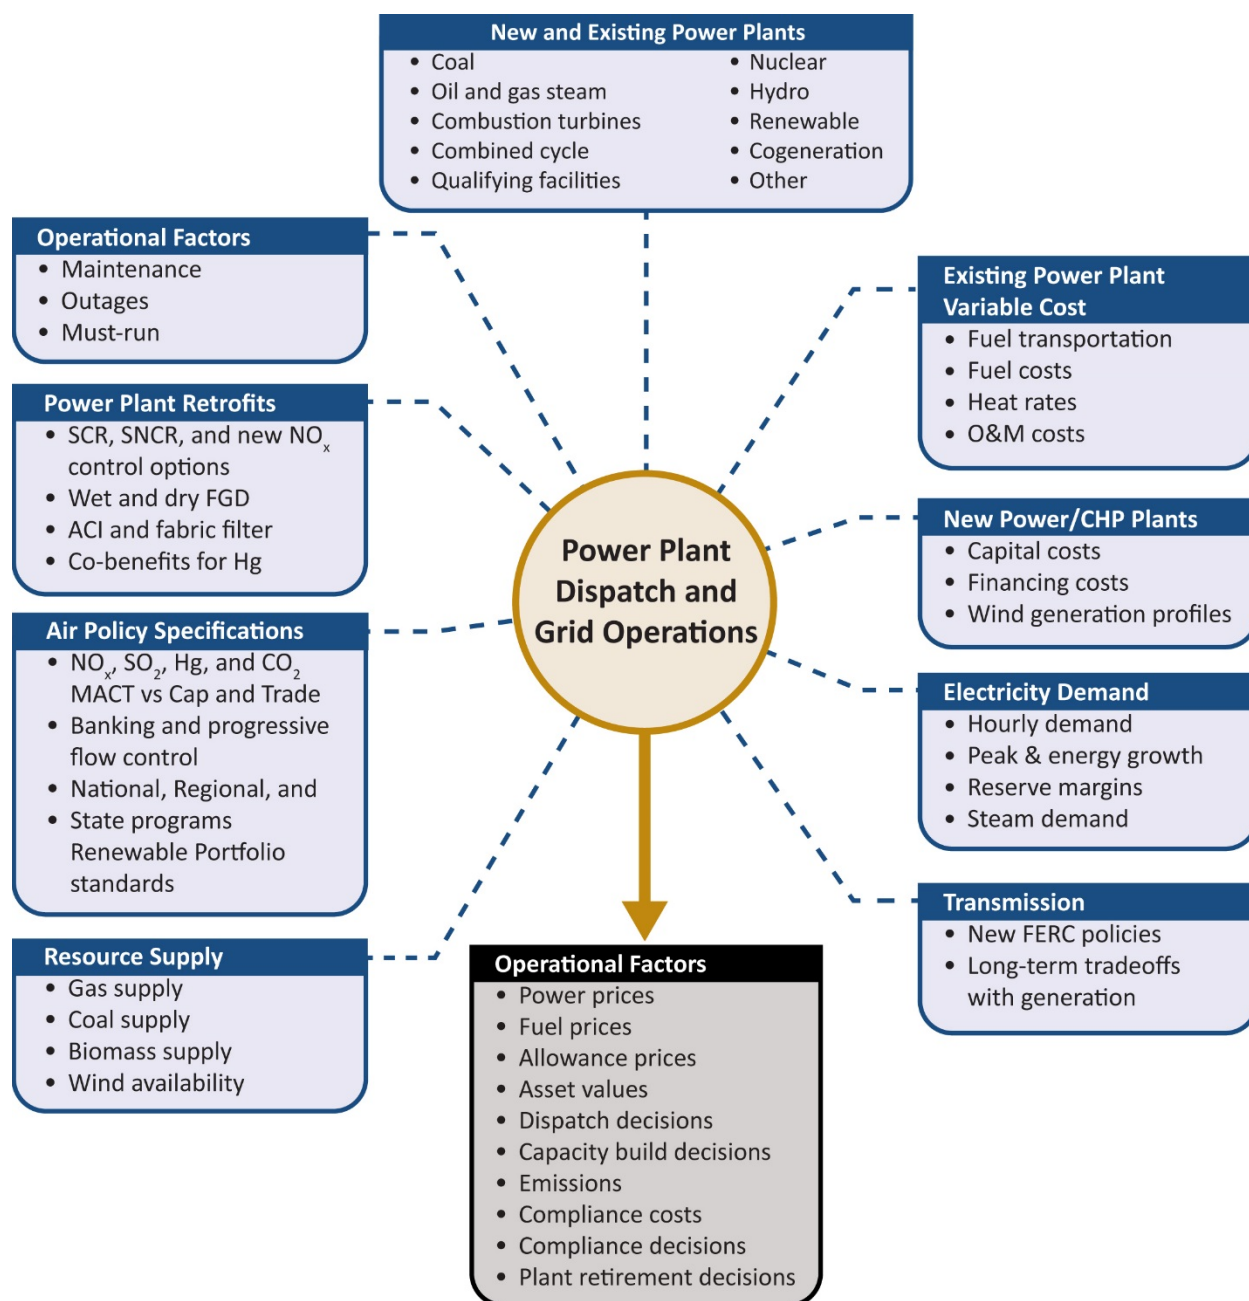 New and Existing Power Plants
• Coal
• Oil and gas steam
• Combustion turbines
• Combined cycle
• Qualifying facilities
• Nuclear
• Hydro
• Renewable
• Cogeneration
• Other
Operational Factors
• Maintenance
• Outages
• Must-run
Power Plant Retrofits
• SCR, SNCR, and new NOx
control options
• Wet and dry FGD
• ACI and fabric filter
• Co-benefits for Hg
Air Policy Specifications
• NOx, SO2, Hg, and CO2
MACT vs Cap and Trade
• Banking and progressive
flow control
• National, Regional, and
• State programs
Renewable Portfolio
standards
Resource Supply
• Gas supply
• Coal supply
• Biomass supply
• Wind availability
Power Plant
Dispatch and
Grid Operations
Existing Power Plant
Variable Cost
• Fuel transportation
• Fuel costs
• Heat rates
• O&M costs
New Power/CHP Plants
• Capital costs
• Financing costs
• Wind generation profiles
Electricity Demand
• Hourly demand
• Peak & energy growth
• Reserve margins
• Steam demand
Transmission
• New FERC policies
• Long-term tradeoffs
with generation
Operational Factors
• Power prices
• Fuel prices
• Allowance prices
• Asset values
• Dispatch decisions
• Capacity build decisions
• Emissions
• Compliance costs
• Compliance decisions
• Plant retirement decisions